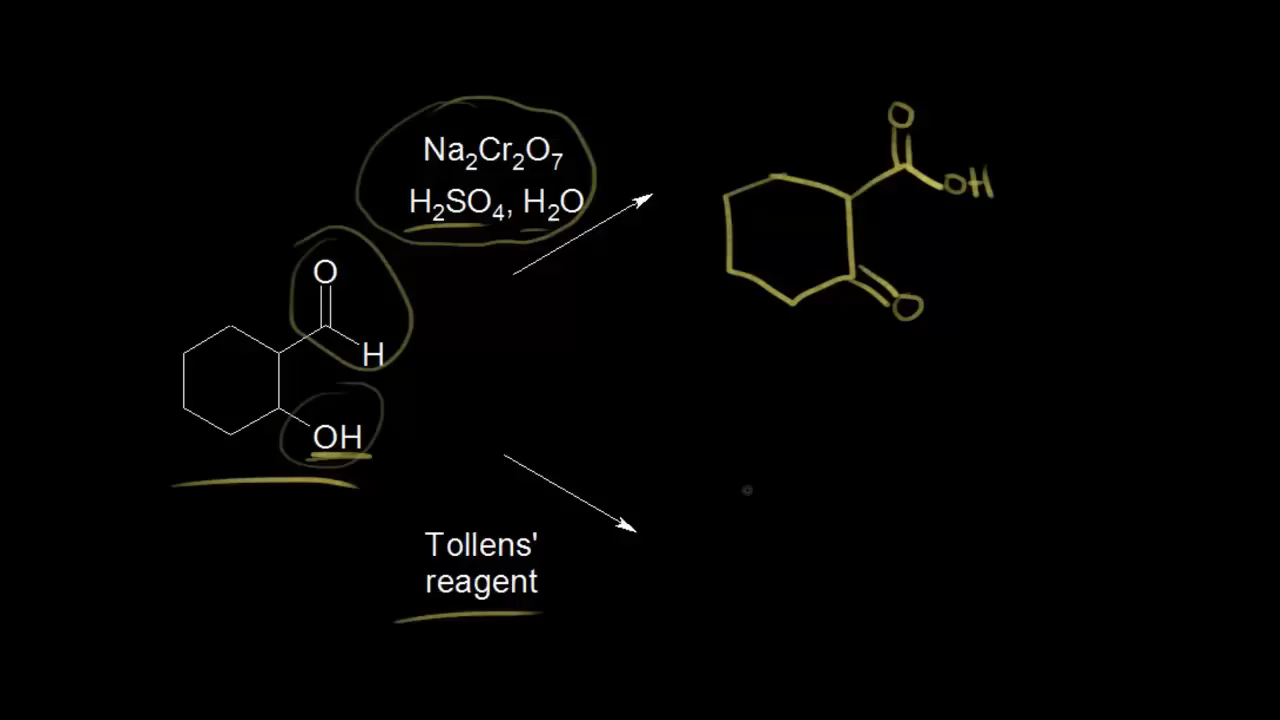 Na₂Cr₂O₇
H₂SO₄, H₂O
O
H
OH
O
OH
O
Tollens'
reagent